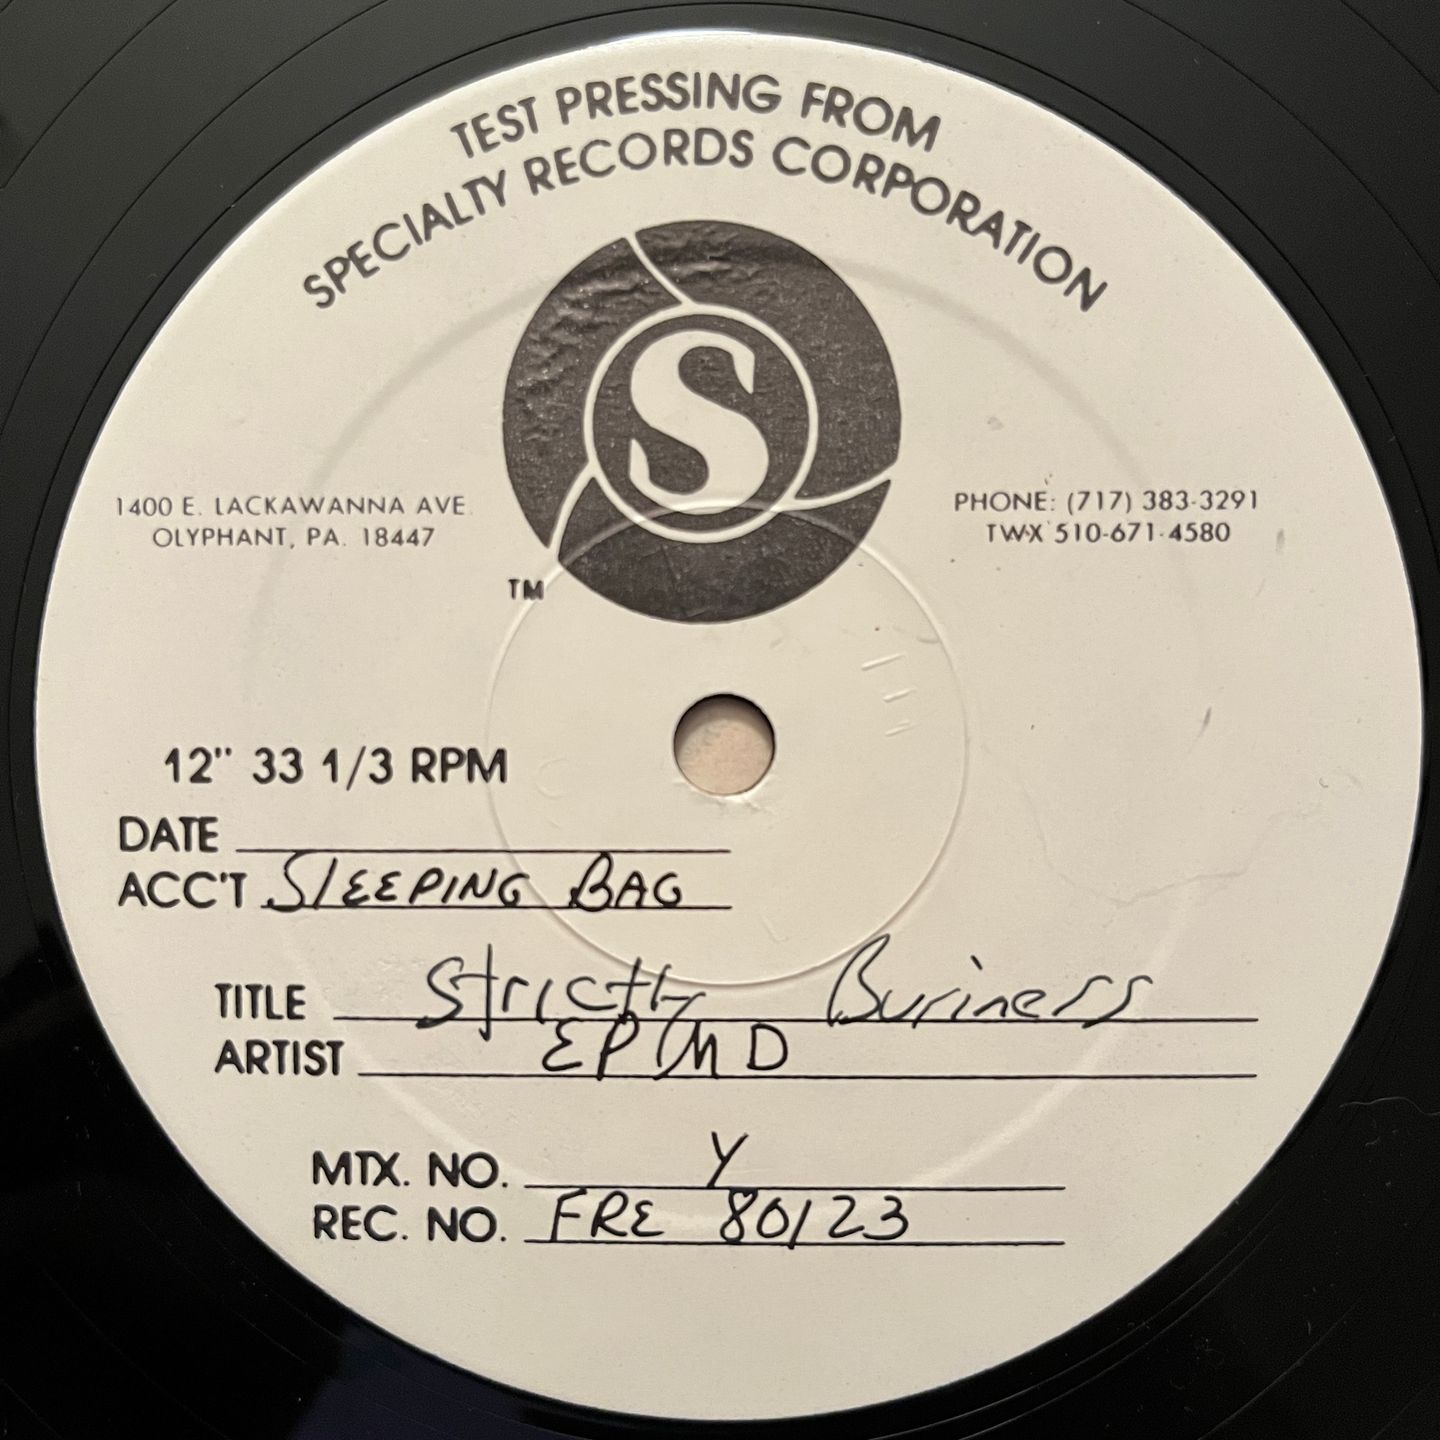 TEST PRESSING FROM
SPECIALTY RECORDS CORPORATION
S
1400 E. LACKAWANNA AVE.
OLYPHANT, PA. 18447
PHONE: (717) 383-3291
TWX 510-671-4580
TM
12" 33 1/3 RPM
DATE
ACC'T SLEEPING BAG
TITLE Strictly Business
ARTIST EPMD
MTX. NO. Y
REC. NO. FRE 80123